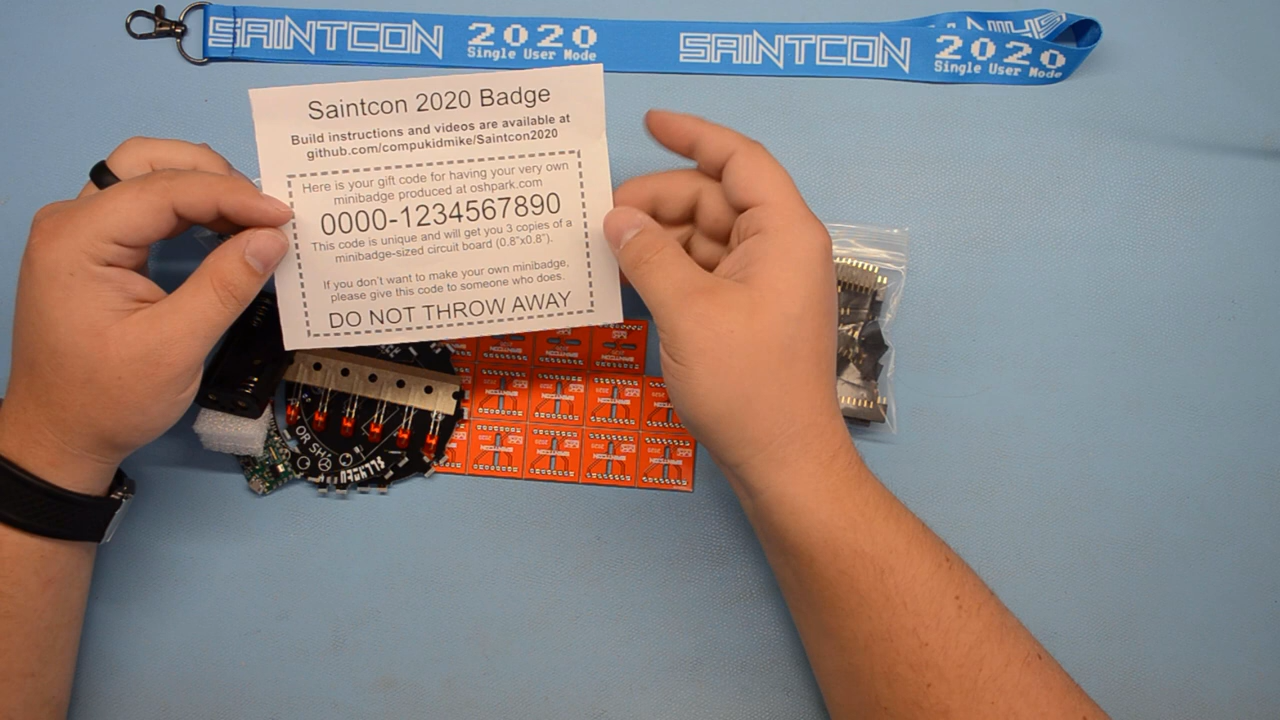 SAINTCON 2020 SAINTCON 2020
Single User Mode Single User Mode
Saintcon 2020 Badge
Build instructions and videos are available at
github.com/compukidmike/Saintcon2020
Here is your gift code for having your very own
minibadge produced at oshpark.com
0000-1234567890
This code is unique and will get you 3 copies of a
minibadge-sized circuit board (0.8"x0.8").
If you don't want to make your own minibadge,
please give this code to someone who does.
DO NOT THROW AWAY
OR SH